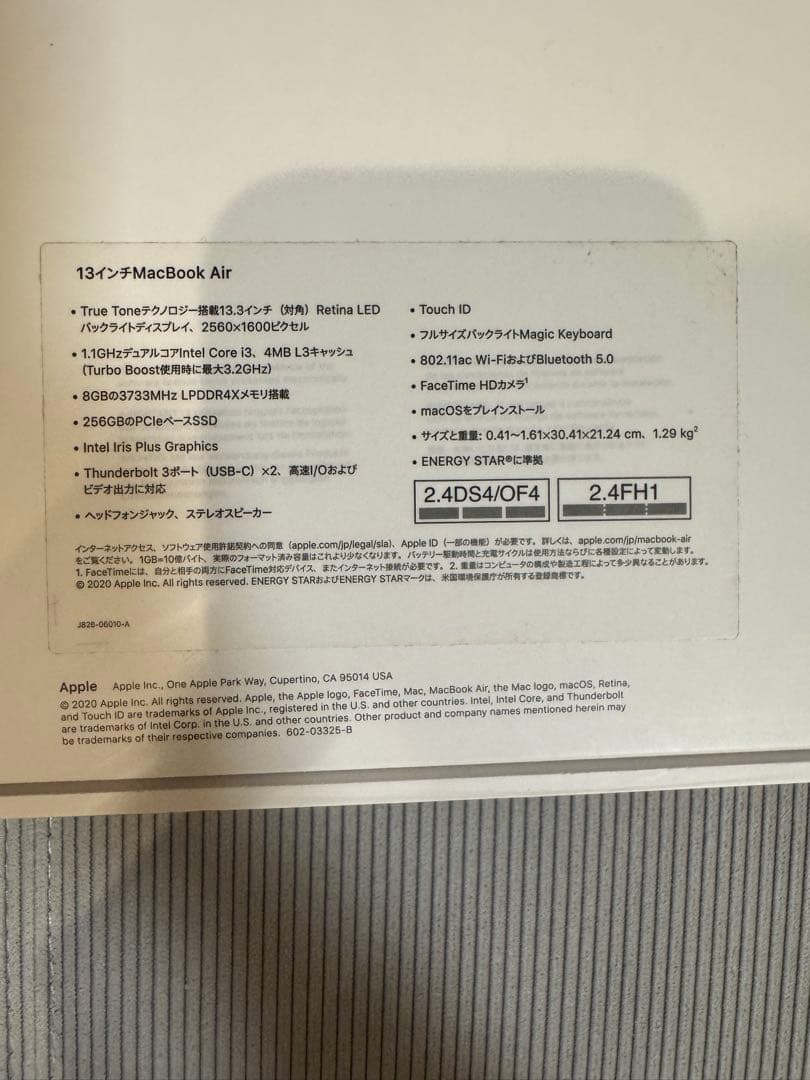 13インチMacBook Air
• True Toneテクノロジー搭載13.3インチ（対角）Retina LED
バックライトディスプレイ、2560×1600ピクセル
• 1.1GHzデュアルコアIntel Core i3、4MB L3キャッシュ
(Turbo Boost使用時に最大3.2GHz)
• 8GBの3733MHz LPDDR4Xメモリ搭載
• 256GBのPCIeベースSSD
• Intel Iris Plus Graphics
• Thunderbolt 3ポート（USB-C）×2、高速I/Oおよび
ビデオ出力に対応
• ヘッドフォンジャック、ステレオスピーカー
• Touch ID
• フルサイズバックライトMagic Keyboard
• 802.11ac Wi-FiおよびBluetooth 5.0
• FaceTime HDカメラ¹
• macOSをプレインストール
• サイズと重量: 0.41〜1.61×30.41×21.24 cm、1.29 kg²
• ENERGY STAR®に準拠
2.4DS4/OF4
2.4FH1
インターネットアクセス、ソフトウェア使用許諾契約への同意（apple.com/jp/legal/sla）、Apple ID（一部の機能）が必要です。詳しくは、apple.com/jp/macbook-air
をご覧ください。1GB=10億バイト、実際のフォーマット済み容量はこれより少なくなります。バッテリー駆動時間と充電サイクルは使用方法ならびに各種設定によって変動します。
1. FaceTimeには、自分と相手の両方にFaceTime対応デバイス、またインターネット接続が必要です。2. 重量はコンピュータの構成や製造工程によって多少異なることがあります。
© 2020 Apple Inc. All rights reserved. ENERGY STARおよびENERGY STARマークは、米国環境保護庁が所有する登録商標です。
J826-06010-A
Apple Apple Inc., One Apple Park Way, Cupertino, CA 95014 USA
© 2020 Apple Inc. All rights reserved. Apple, the Apple logo, FaceTime, Mac, MacBook Air, the Mac logo, macOS, Retina,
and Touch ID are trademarks of Apple Inc., registered in the U.S. and other countries. Intel, Intel Core, and Thunderbolt
are trademarks of Intel Corp. in the U.S. and other countries. Other product and company names mentioned herein may
be trademarks of their respective companies. 602-03325-B